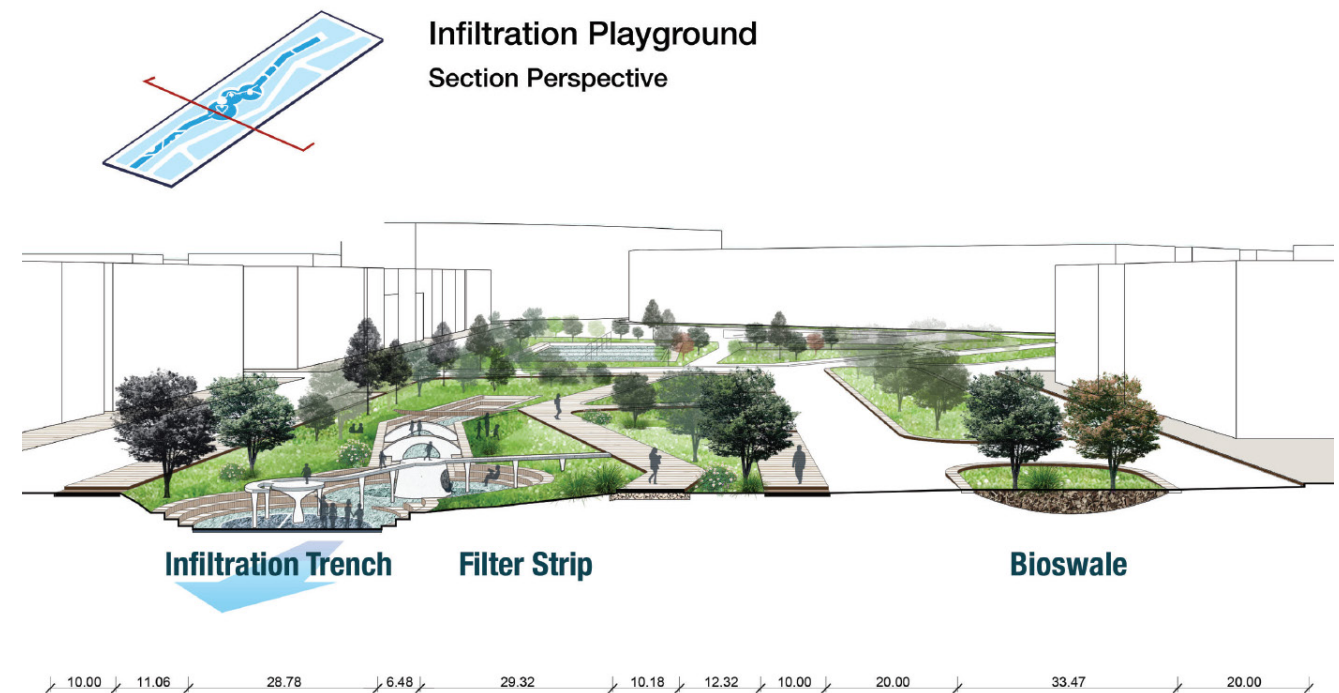 Infiltration Playground
Section Perspective
Infiltration Trench Filter Strip Bioswale
10.00 11.06 28.78 6.48 29.32 10.18 12.32 10.00 20.00 33.47 20.00